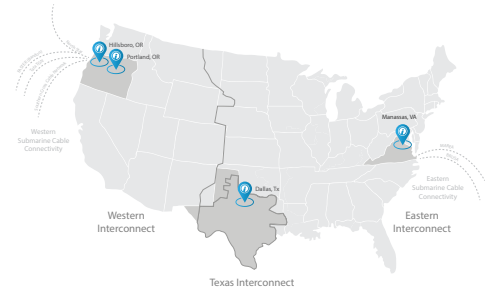 Hillsboro, OR
Portland, OR
Manassas, VA
Western
Submarine Cable
Connectivity
Eastern
Submarine Cable
Connectivity
Dallas, Tx
Western
Interconnect
Eastern
Interconnect
Texas Interconnect